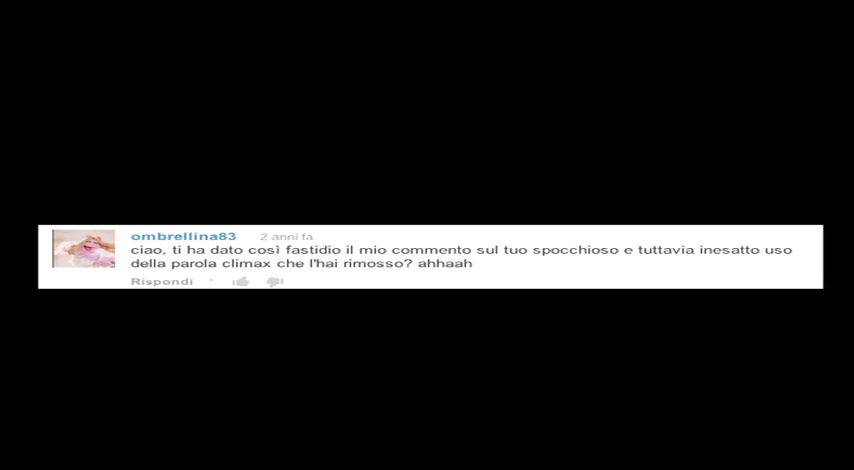 ombrellina83 2 anni fa
ciao, ti ha dato così fastidio il mio commento sul tuo spocchioso e tuttavia inesatto uso
della parola climax che l'hai rimosso? ahhaah
Rispondi